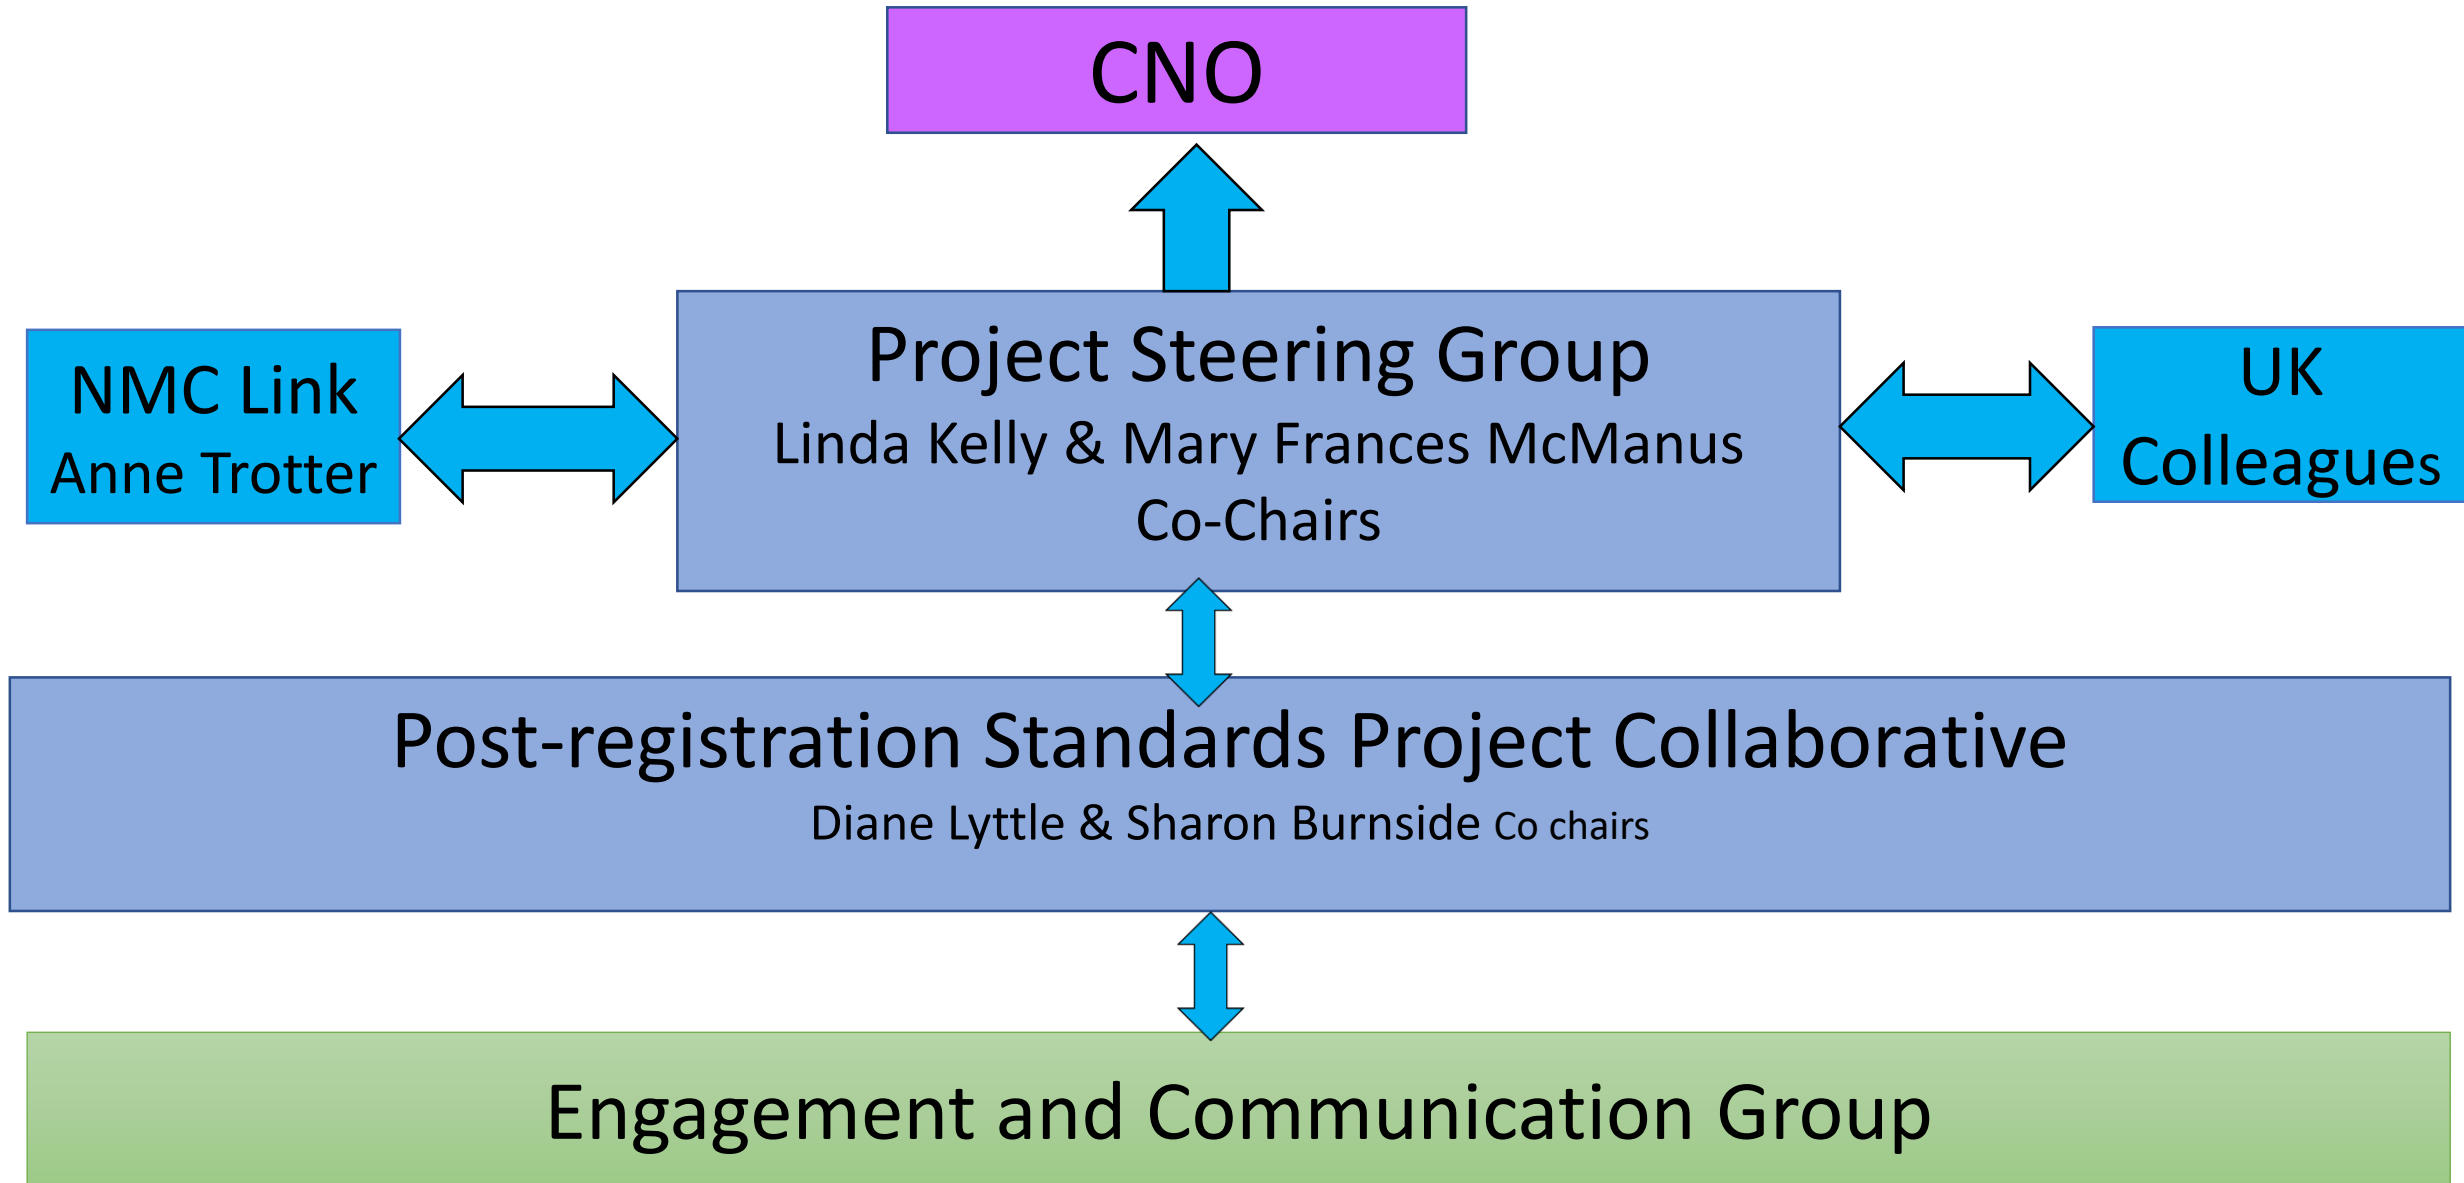 CNO
Project Steering Group
Linda Kelly & Mary Frances McManus
Co-Chairs
NMC Link
Anne Trotter
UK
Colleagues
Post-registration Standards Project Collaborative
Diane Lyttle & Sharon Burnside Co chairs
Engagement and Communication Group